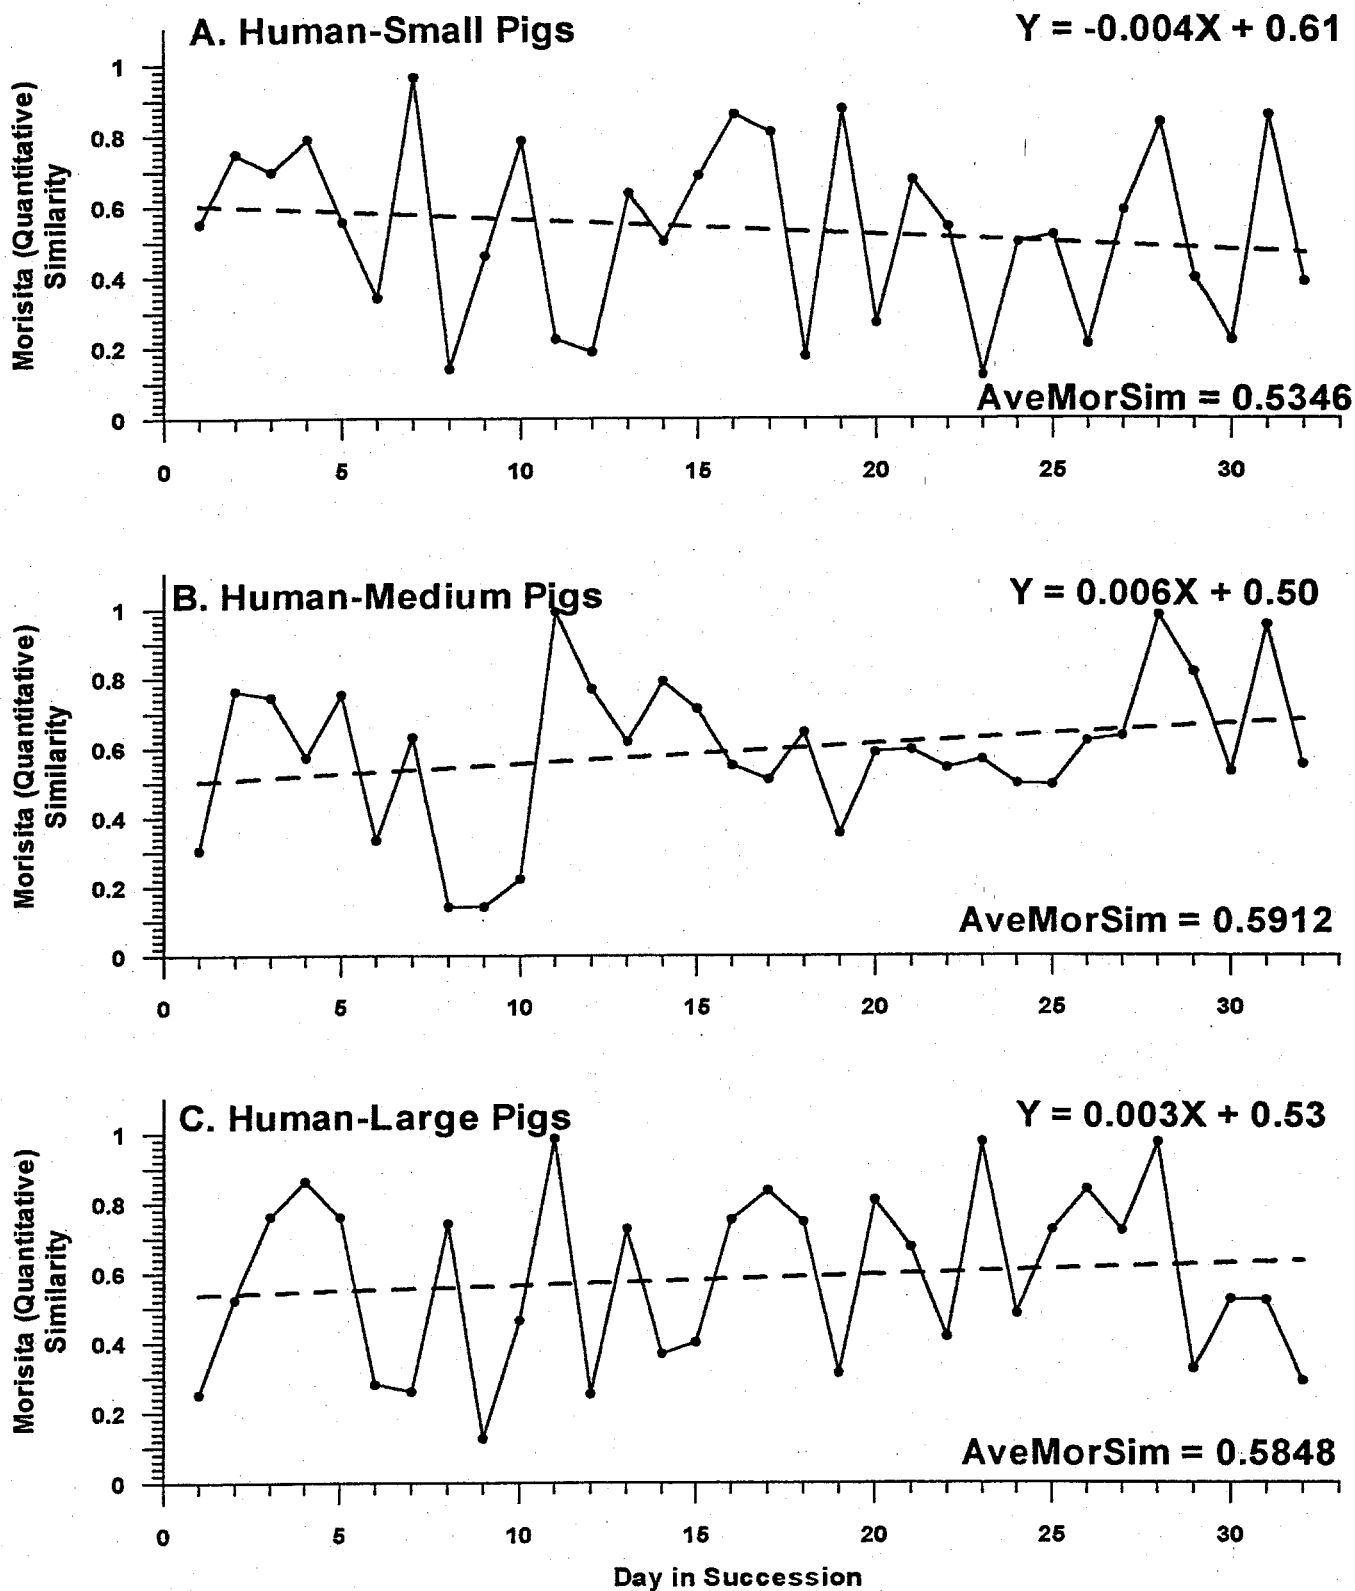 A. Human-Small Pigs
Y = -0.004X + 0.61
Morisita (Quantitative)
Similarity
1
0.8
0.6
0.4
0.2
0
AveMorSim = 0.5346
0 5 10 15 20 25 30
B. Human-Medium Pigs
Y = 0.006X + 0.50
Morisita (Quantitative)
Similarity
1
0.8
0.6
0.4
0.2
0
AveMorSim = 0.5912
0 5 10 15 20 25 30
C. Human-Large Pigs
Y = 0.003X + 0.53
Morisita (Quantitative)
Similarity
1
0.8
0.6
0.4
0.2
0
AveMorSim = 0.5848
0 5 10 15 20 25 30
Day in Succession